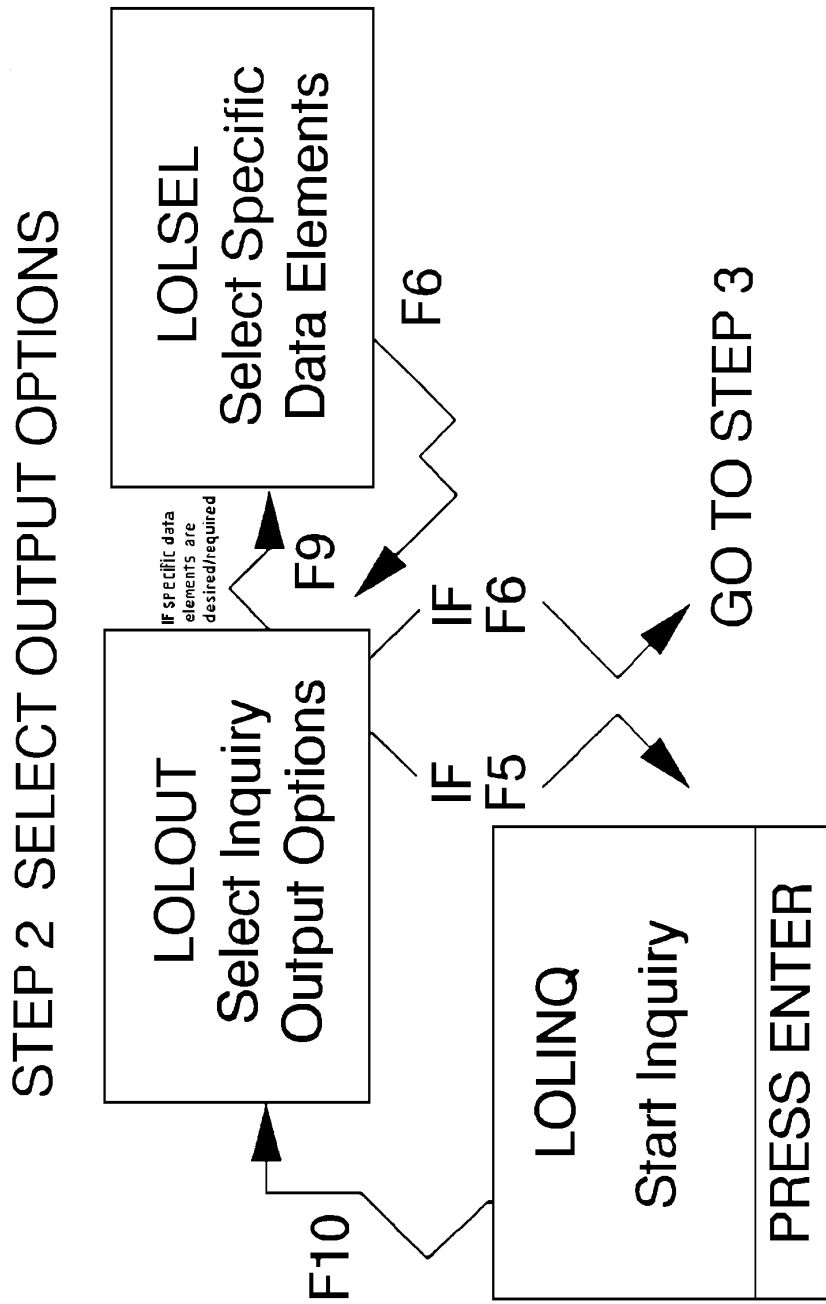 STEP 2 SELECT OUTPUT OPTIONS
LOLOUT
Select Inquiry
Output Options
IF SPECIFIC data
elements are
desired/required
F9
LOLSEL
Select Specific
Data Elements
F6
F10
IF
F5
IF
F6
LOLINQ
Start Inquiry
PRESS ENTER
GO TO STEP 3